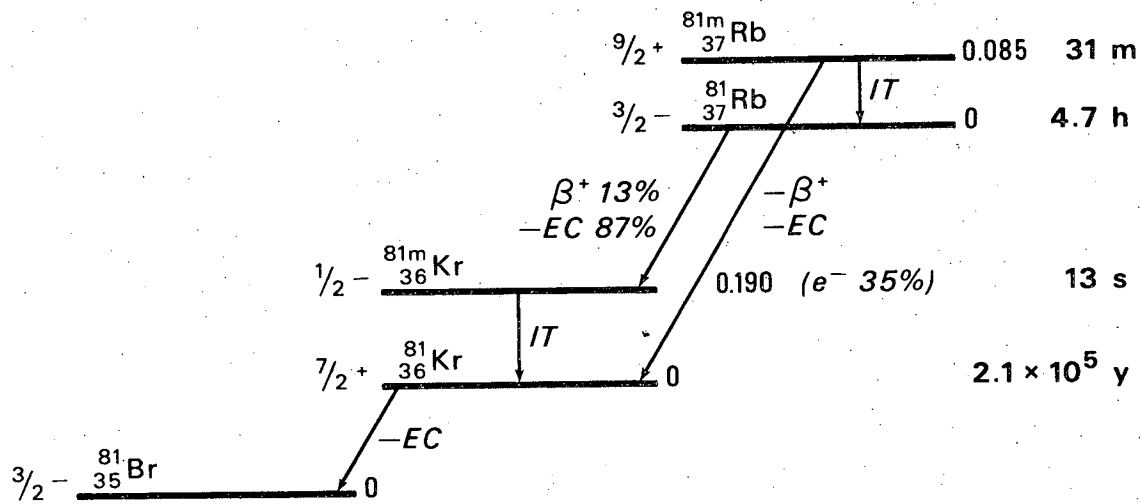 9/2 + 81m 37 Rb 0.085 31 m
IT
3/2 − 81 37 Rb 0 4.7 h
β+ 13% −β+
−EC 87% −EC
1/2 − 81m 36 Kr 0.190 (e− 35%) 13 s
IT
7/2 + 81 36 Kr 0 2.1 × 10⁵ y
−EC
3/2 − 81 35 Br 0